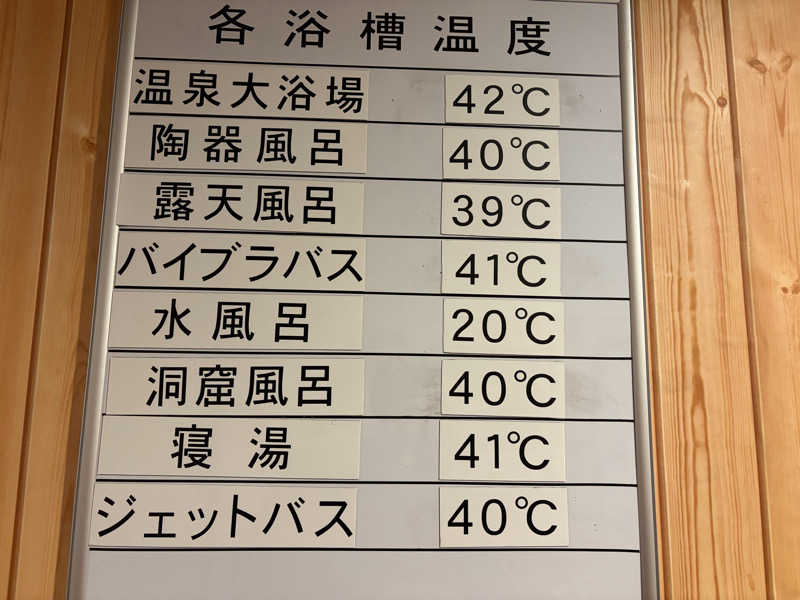 各浴槽温度
温泉大浴場 42℃
陶器風呂 40℃
露天風呂 39℃
バイブラバス 41℃
水風呂 20℃
洞窟風呂 40℃
寝湯 41℃
ジェットバス 40℃